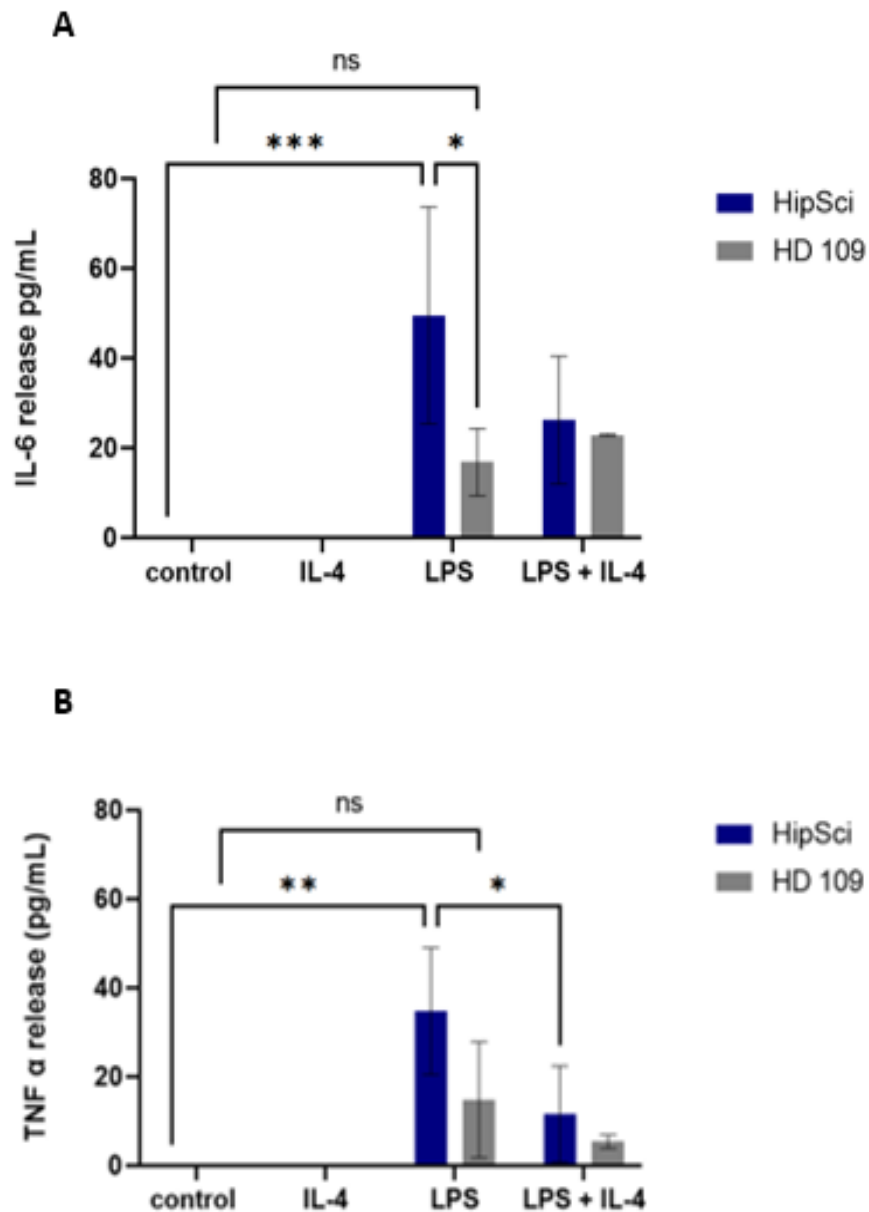 A
ns
*** *
80
60
40
20
0
IL-6 release pg/mL
control IL-4 LPS LPS + IL-4
HipSci
HD 109
B
ns
** *
80
60
40
20
0
TNF α release (pg/mL)
control IL-4 LPS LPS + IL-4
HipSci
HD 109